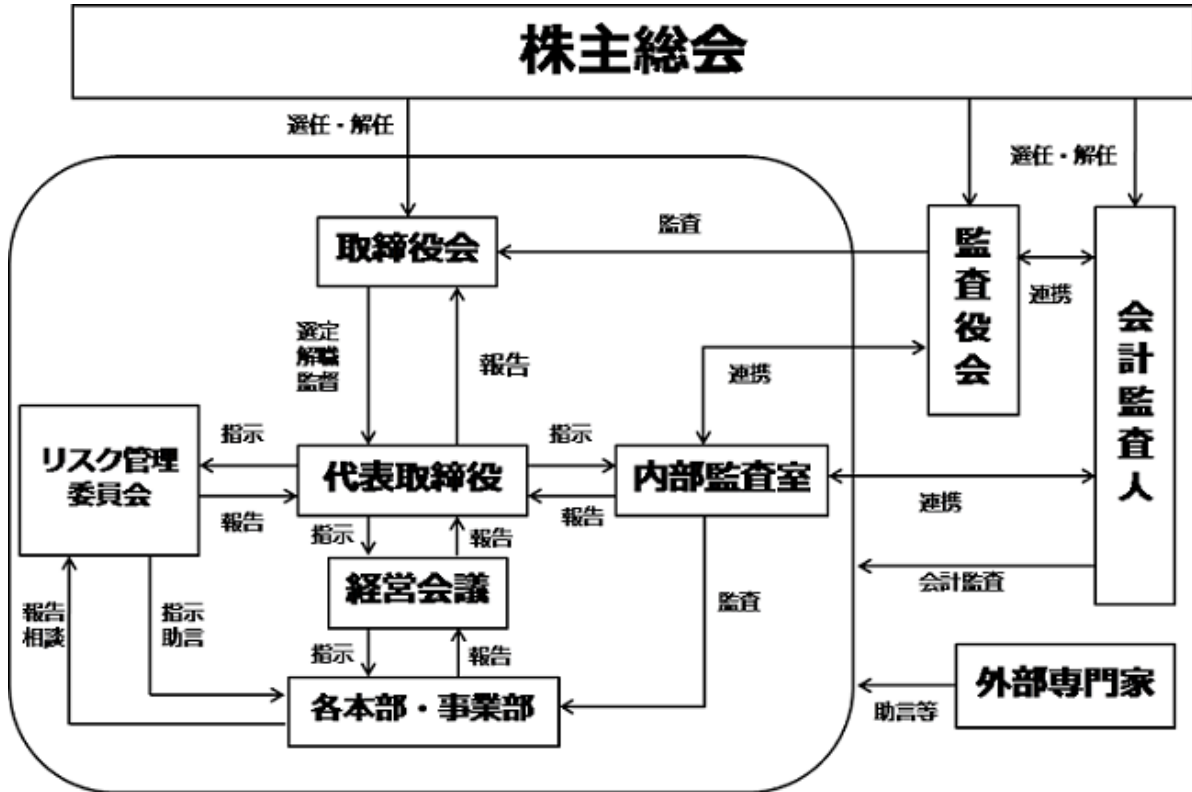 株主総会
選任・解任
選任・解任
取締役会
監査
監
査
役
会
連携
会
計
監
査
人
選定
解職
監督
報告
連携
リスク管理
委員会
指示
代表取締役
指示
内部監査室
報告
報告
連携
指示
報告
経営会議
会計監査
監査
報告
相談
指示
助言
指示
報告
各本部・事業部
外部専門家
助言等